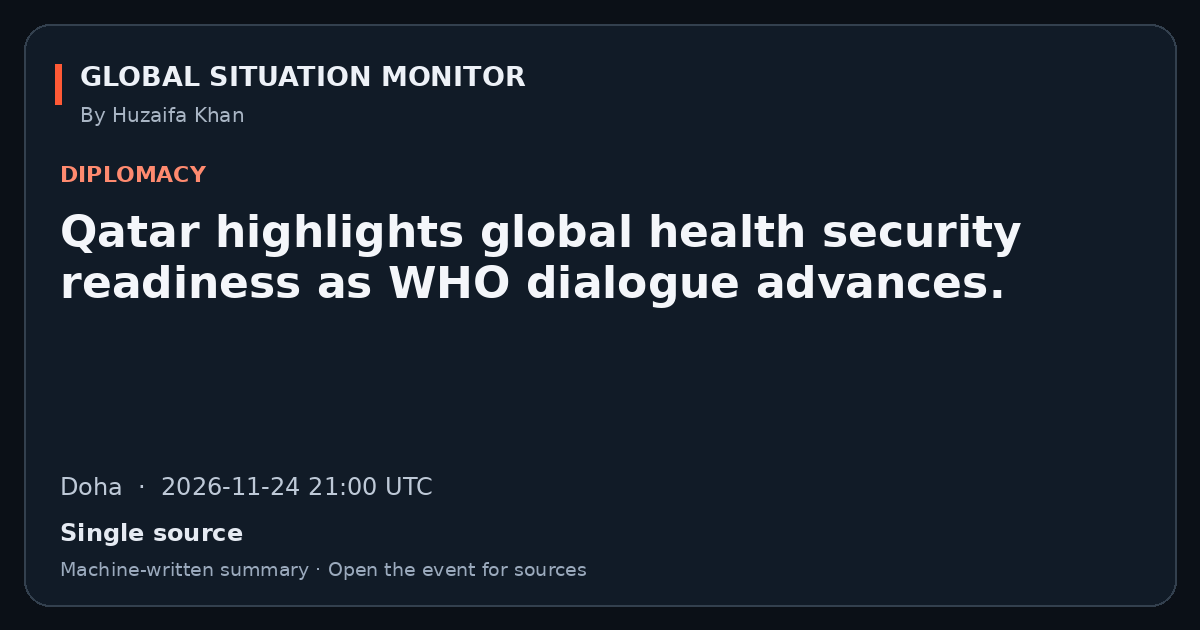 GLOBAL SITUATION MONITOR
By Huzaifa Khan
DIPLOMACY
Qatar highlights global health security
readiness as WHO dialogue advances.
Doha · 2026-11-24 21:00 UTC
Single source
Machine-written summary · Open the event for sources